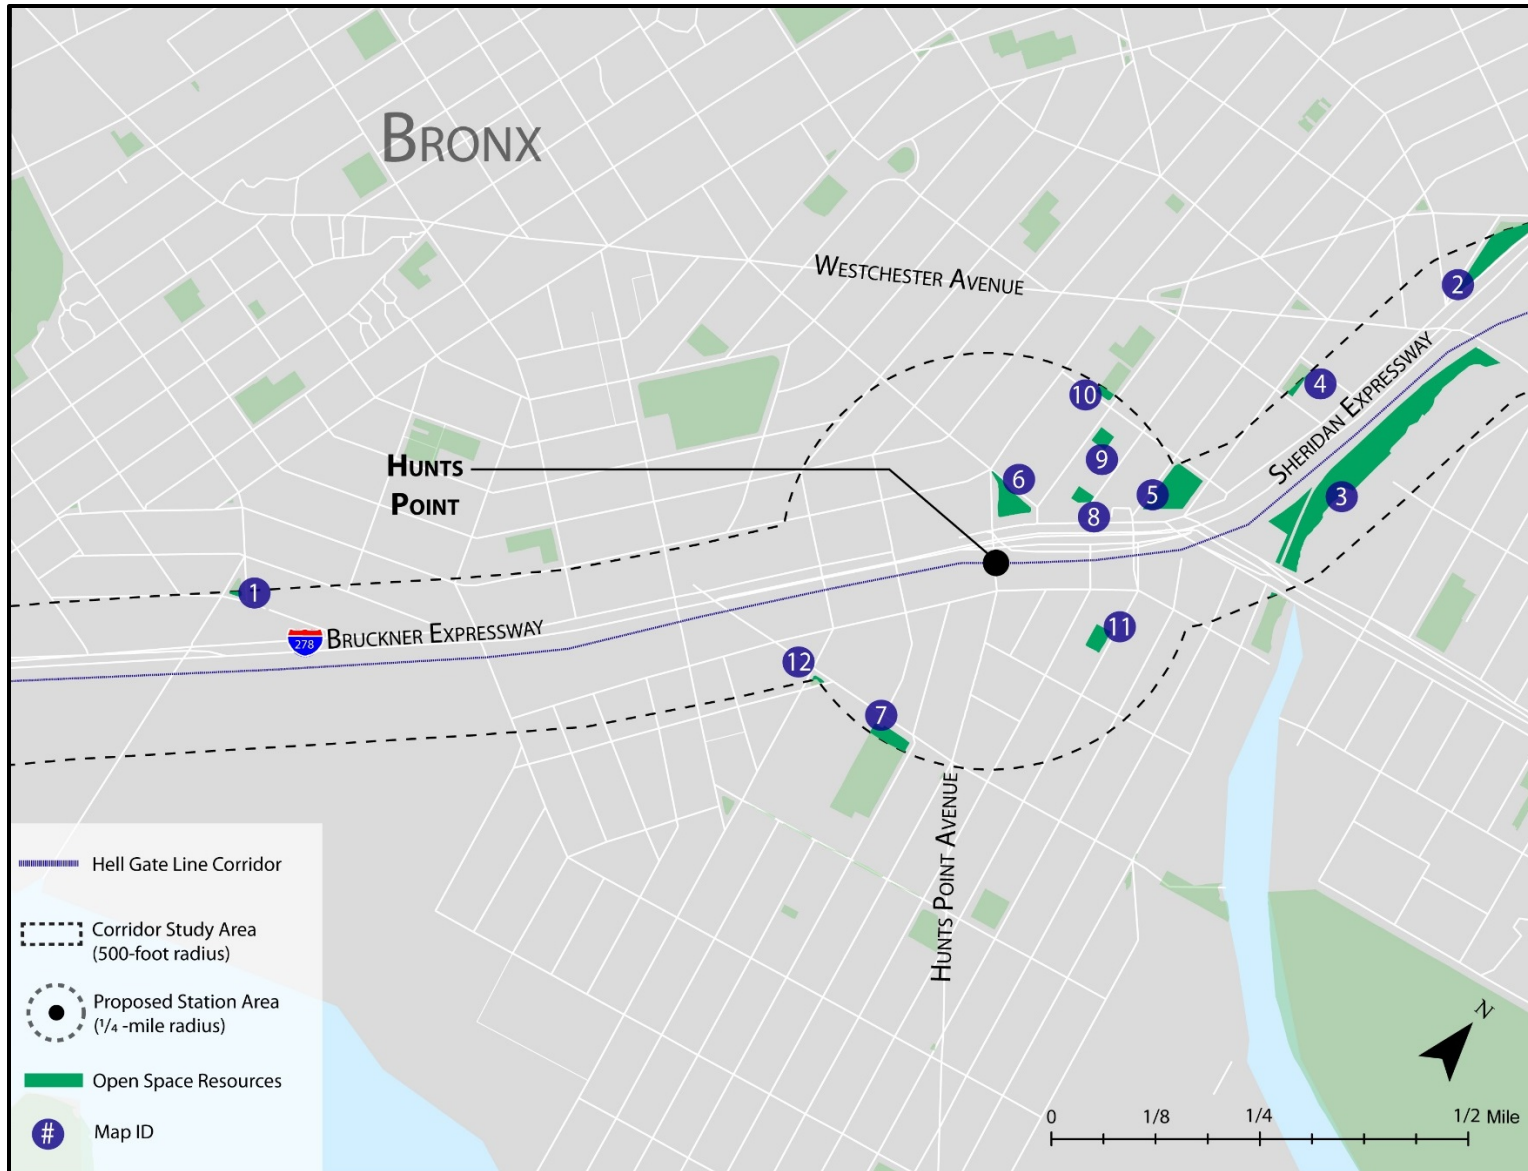 BRONX
WESTCHESTER AVENUE
2
10
4
SHERIDAN EXPRESSWAY
9
HUNTS
POINT
6
5
3
8
1
278
BRUCKNER EXPRESSWAY
11
12
7
HUNTS POINT AVENUE
Hell Gate Line Corridor
Corridor Study Area
(500-foot radius)
Proposed Station Area
(1/4 -mile radius)
Open Space Resources
# Map ID
N
0 1/8 1/4 1/2 Mile